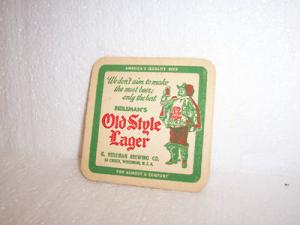 AMERICA'S QUALITY BEER
We don't aim to make
the most beer;
only the best
HEILEMAN'S
Old Style
Lager
G. HEILEMAN BREWING CO.
LA CROSSE, WISCONSIN, U.S.A.
FOR ALMOST A CENTURY